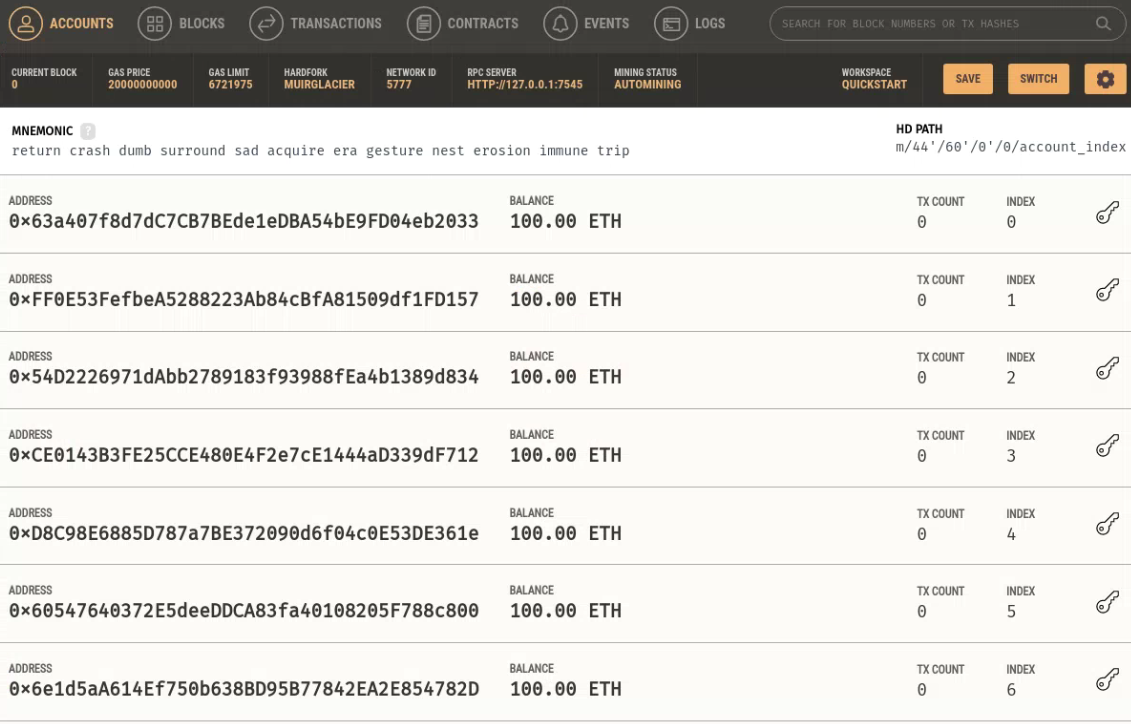 ACCOUNTS BLOCKS TRANSACTIONS CONTRACTS EVENTS LOGS SEARCH FOR BLOCK NUMBERS OR TX HASHES
CURRENT BLOCK GAS PRICE GAS LIMIT HARDFORK NETWORK ID RPC SERVER MINING STATUS WORKSPACE
0 20000000000 6721975 MUIRGLACIER 5777 HTTP://127.0.0.1:7545 AUTOMINING QUICKSTART SAVE SWITCH
MNEMONIC ? HD PATH
return crash dumb surround sad acquire era gesture nest erosion immune trip m/44'/60'/0'/0/account_index
ADDRESS BALANCE TX COUNT INDEX
0×63a407f8d7dC7CB7BEde1eDBA54bE9FD04eb2033 100.00 ETH 0 0
ADDRESS BALANCE TX COUNT INDEX
0×FF0E53FefbeA5288223Ab84cBfA81509df1FD157 100.00 ETH 0 1
ADDRESS BALANCE TX COUNT INDEX
0×54D2226971dAbb2789183f93988fEa4b1389d834 100.00 ETH 0 2
ADDRESS BALANCE TX COUNT INDEX
0×CE0143B3FE25CCE480E4F2e7cE1444aD339dF712 100.00 ETH 0 3
ADDRESS BALANCE TX COUNT INDEX
0×D8C98E6885D787a7BE372090d6f04c0E53DE361e 100.00 ETH 0 4
ADDRESS BALANCE TX COUNT INDEX
0×60547640372E5deeDDCA83fa40108205F788c800 100.00 ETH 0 5
ADDRESS BALANCE TX COUNT INDEX
0×6e1d5aA614Ef750b638BD95B77842EA2E854782D 100.00 ETH 0 6